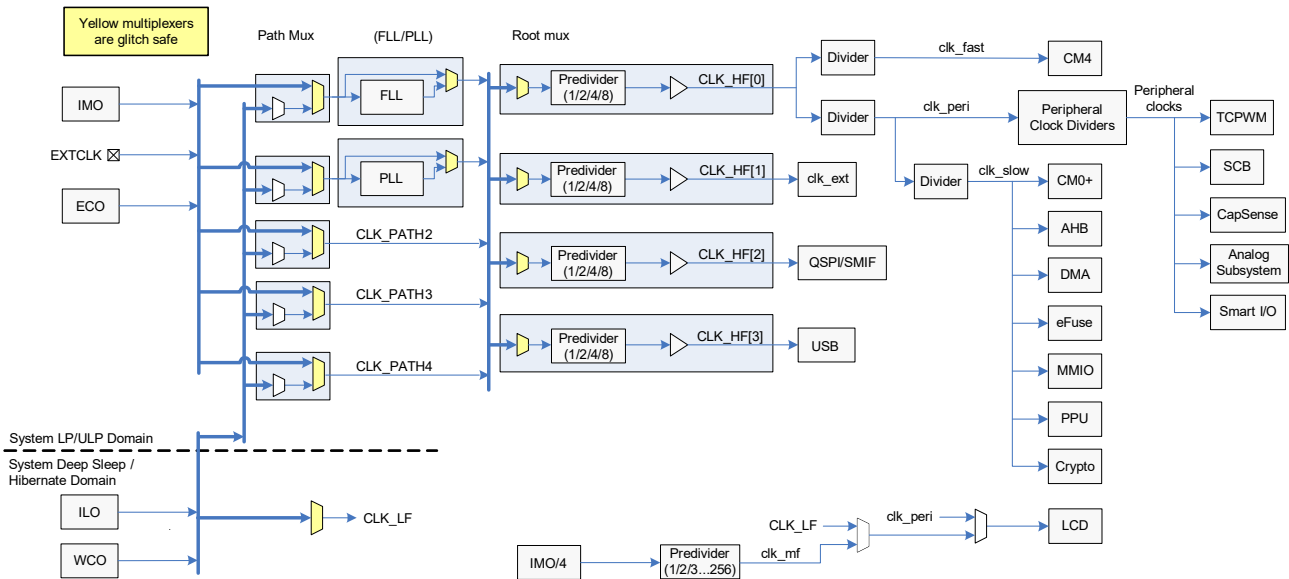 Yellow multiplexers
are glitch safe
Path Mux
(FLL/PLL)
Root mux
IMO
EXTCLK
ECO
FLL
PLL
CLK_PATH2
CLK_PATH3
CLK_PATH4
Predivider
(1/2/4/8)
CLK_HF[0]
Predivider
(1/2/4/8)
CLK_HF[1]
clk_ext
Predivider
(1/2/4/8)
CLK_HF[2]
QSPI/SMIF
Predivider
(1/2/4/8)
CLK_HF[3]
USB
Divider
clk_fast
CM4
Divider
clk_peri
Peripheral
Clock Dividers
Peripheral
clocks
TCPWM
SCB
CapSense
Analog
Subsystem
Smart I/O
Divider
clk_slow
CM0+
AHB
DMA
eFuse
MMIO
PPU
Crypto
System LP/ULP Domain
System Deep Sleep /
Hibernate Domain
ILO
WCO
CLK_LF
IMO/4
Predivider
(1/2/3...256)
clk_mf
CLK_LF
clk_peri
LCD